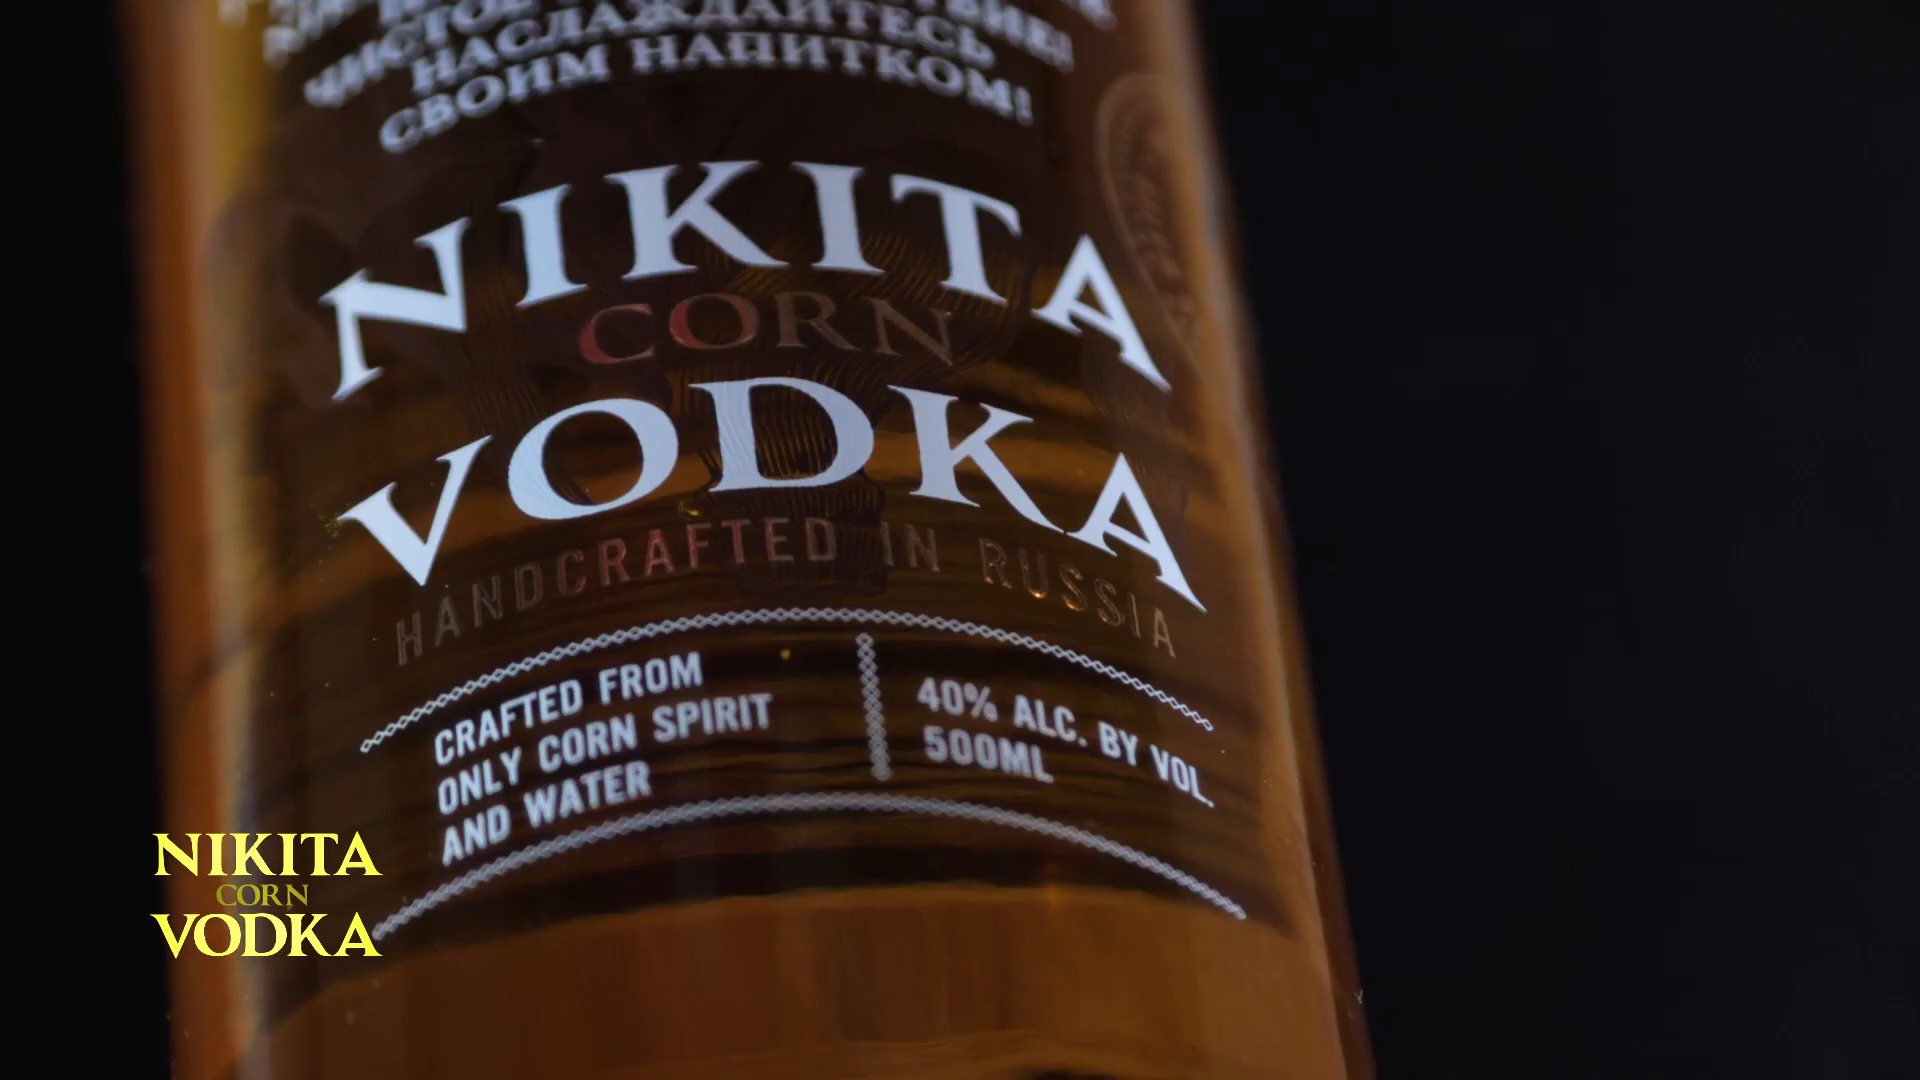 ЧИСТОЕ
НАСЛАЖДАЙТЕСЬ
СВОИМ НАПИТКОМ!
NIKITA
CORN
VODKA
HANDCRAFTED IN RUSSIA
CRAFTED FROM
ONLY CORN SPIRIT
AND WATER
40% ALC. BY VOL.
500ML
NIKITA
CORN
VODKA